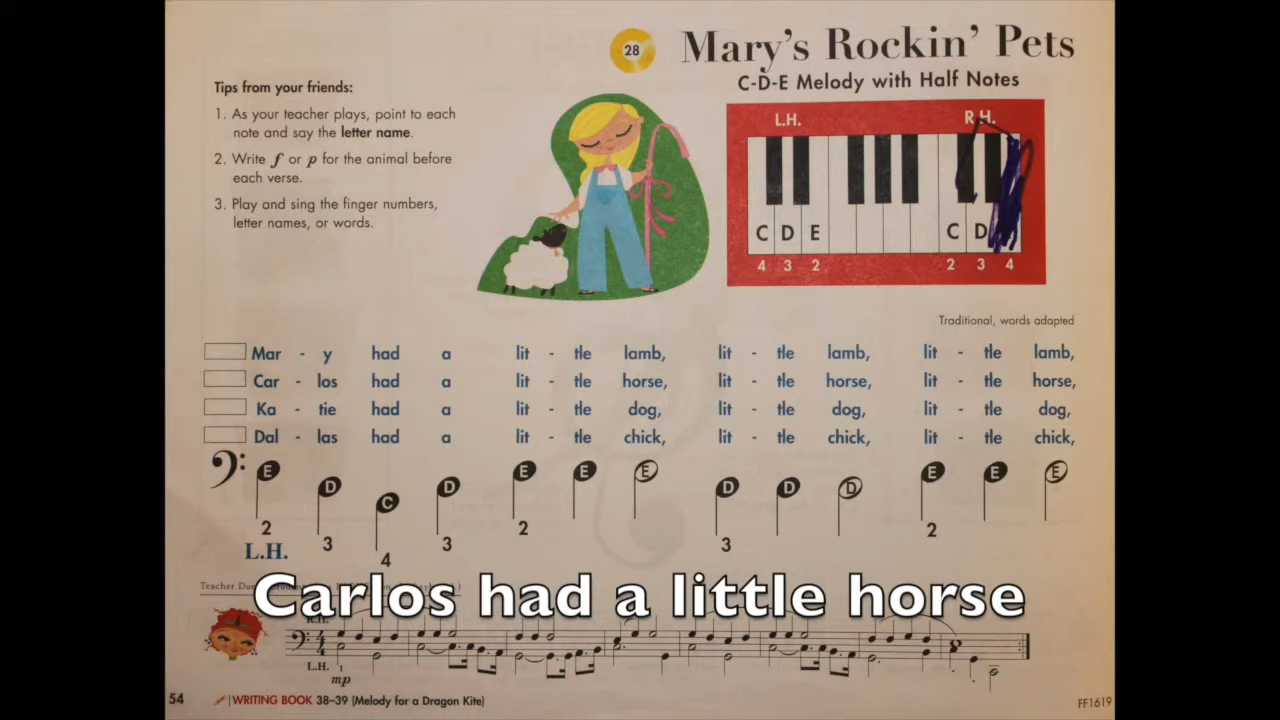 28
Mary's Rockin' Pets
C-D-E Melody with Half Notes
Tips from your friends:
1. As your teacher plays, point to each
note and say the letter name.
2. Write f or p for the animal before
each verse.
3. Play and sing the finger numbers,
letter names, or words.
L.H. R.H.
C D E C D
4 3 2 2 3 4
Traditional, words adapted
Mar - y had a lit - tle lamb, lit - tle lamb, lit - tle lamb,
Car - los had a lit - tle horse, lit - tle horse, lit - tle horse,
Ka - tie had a lit - tle dog, lit - tle dog, lit - tle dog,
Dal - las had a lit - tle chick, lit - tle chick, lit - tle chick,
E D C D E E E D D D E E E
2 3 4 3 2 3 2
L.H.
Teacher
Carlos had a little horse
R.H.
4 4
L.H. 1
mp
54 WRITING BOOK 38–39 (Melody for a Dragon Kite) FF1619